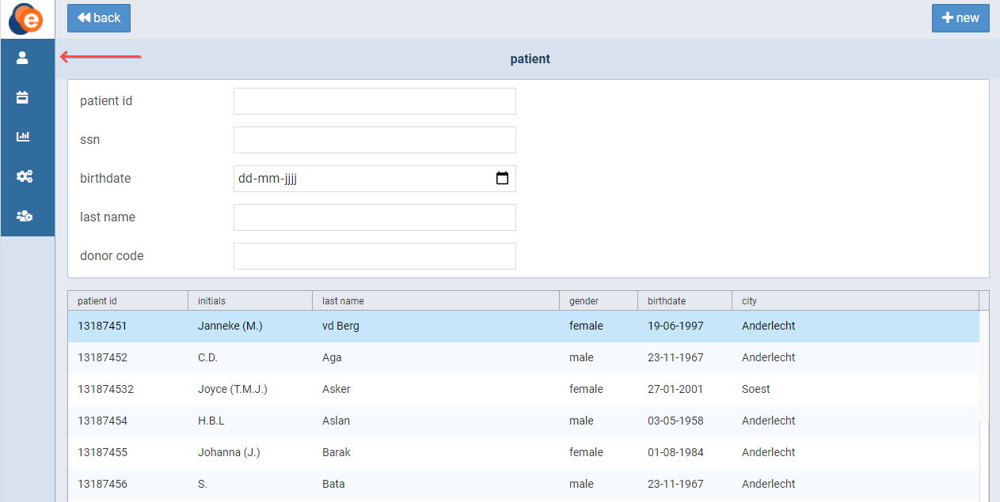 e
back
new
patient
patient id
ssn
birthdate
dd-mm-jjjj
last name
donor code
patient id initials last name gender birthdate city
13187451 Janneke (M.) vd Berg female 19-06-1997 Anderlecht
13187452 C.D. Aga male 23-11-1967 Anderlecht
131874532 Joyce (T.M.J.) Asker female 27-01-2001 Soest
13187454 H.B.L Aslan male 03-05-1958 Anderlecht
13187455 Johanna (J.) Barak female 01-08-1984 Anderlecht
13187456 S. Bata male 23-11-1967 Anderlecht